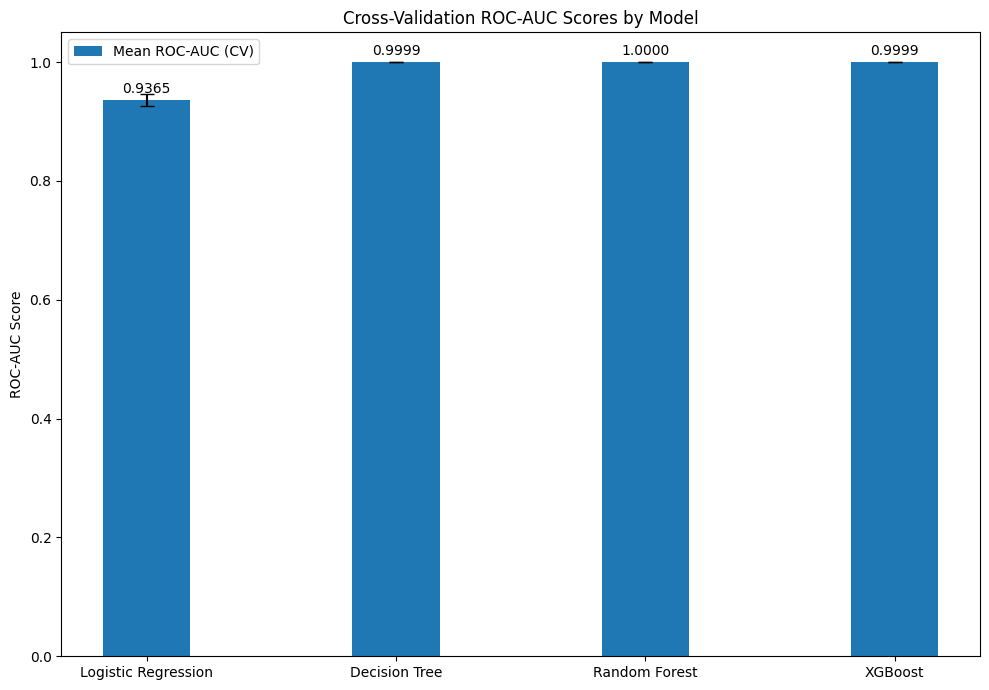 Cross-Validation ROC-AUC Scores by Model
Mean ROC-AUC (CV)
0.9365
0.9999
1.0000
0.9999
ROC-AUC Score
1.0
0.8
0.6
0.4
0.2
0.0
Logistic Regression
Decision Tree
Random Forest
XGBoost